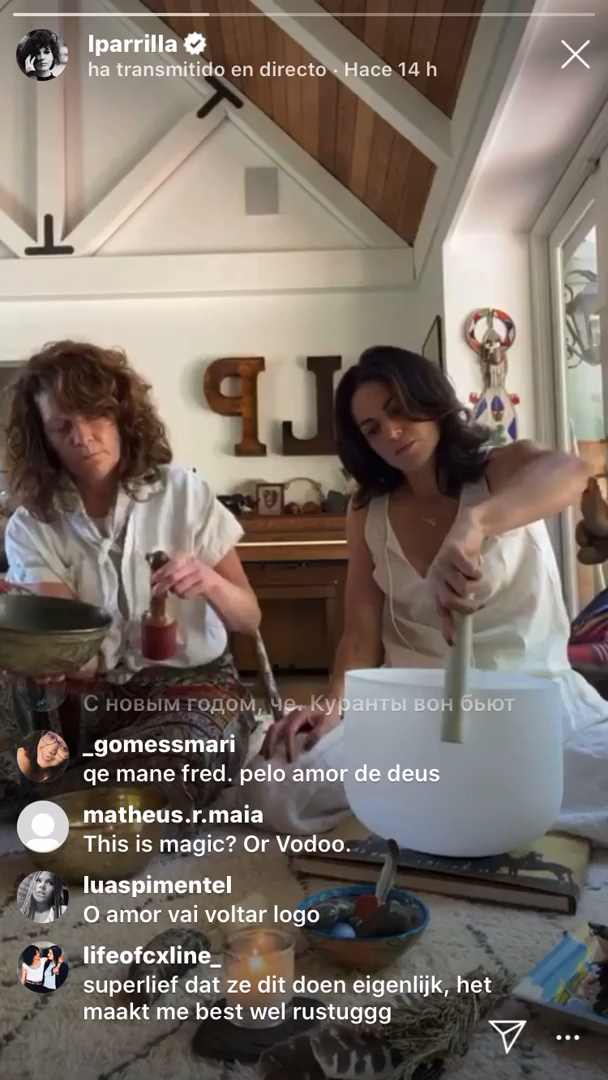 lparrilla
ha transmitido en directo · Hace 14 h
LP
С новым годом, че. Куранты вон бьют
_gomessmari
qe mane fred. pelo amor de deus
matheus.r.maia
This is magic? Or Vodoo.
luaspimentel
O amor vai voltar logo
lifeofcxline_
superlief dat ze dit doen eigenlijk, het
maakt me best wel rustuggg